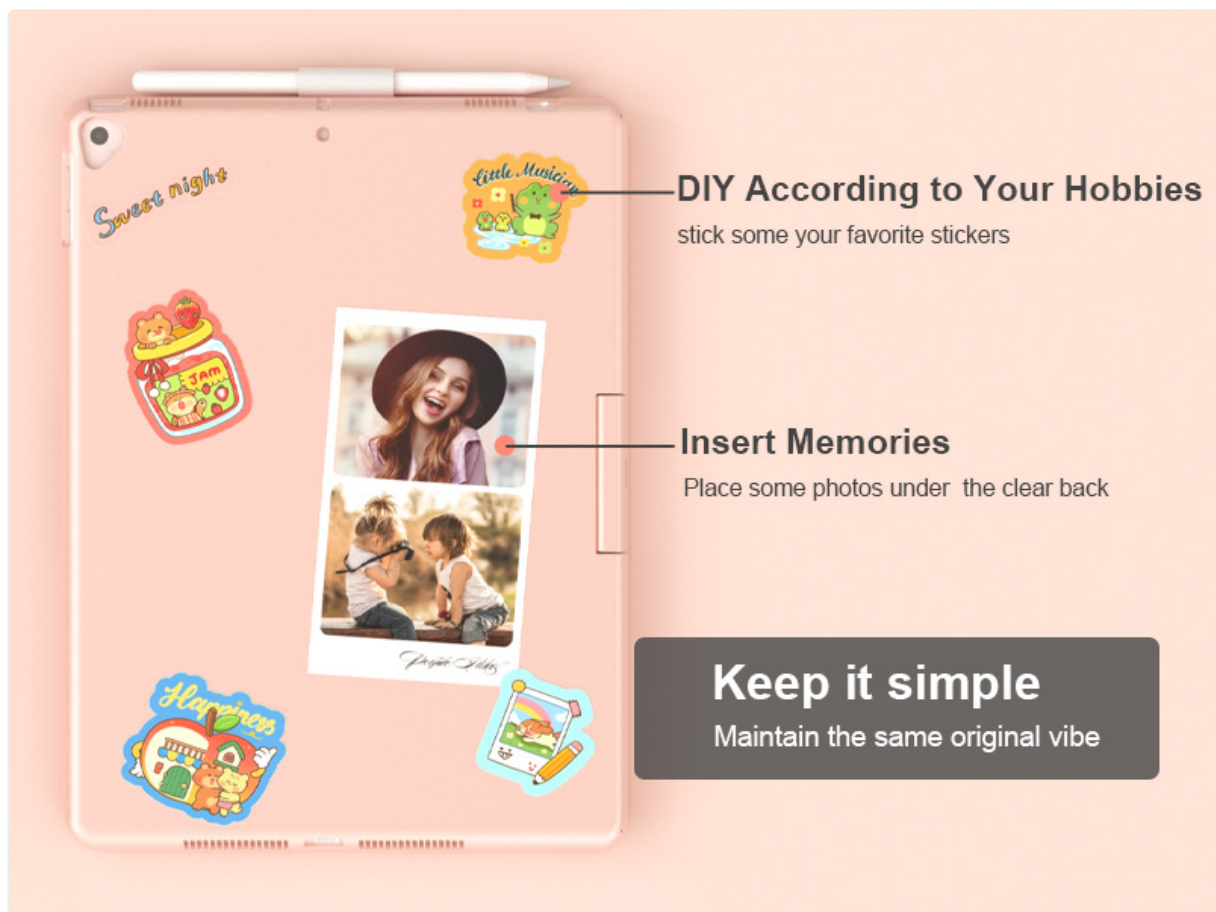 Sweet night
Little Musician
DIY According to Your Hobbies
stick some your favorite stickers
JAM
Insert Memories
Place some photos under the clear back
Keep it simple
Maintain the same original vibe
Happiness